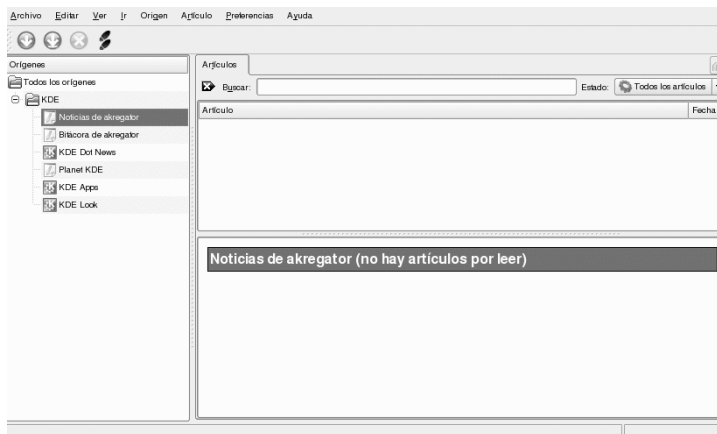 Archivo Editar Ver Ir Origen Artículo Preferencias Ayuda
Orígenes
Todos los orígenes
KDE
Noticias de akregator
Bitácora de akregator
KDE Dot News
Planet KDE
KDE Apps
KDE Look
Artículos
Buscar:
Estado: Todos los artículos
Artículo Fecha
Noticias de akregator (no hay artículos por leer)